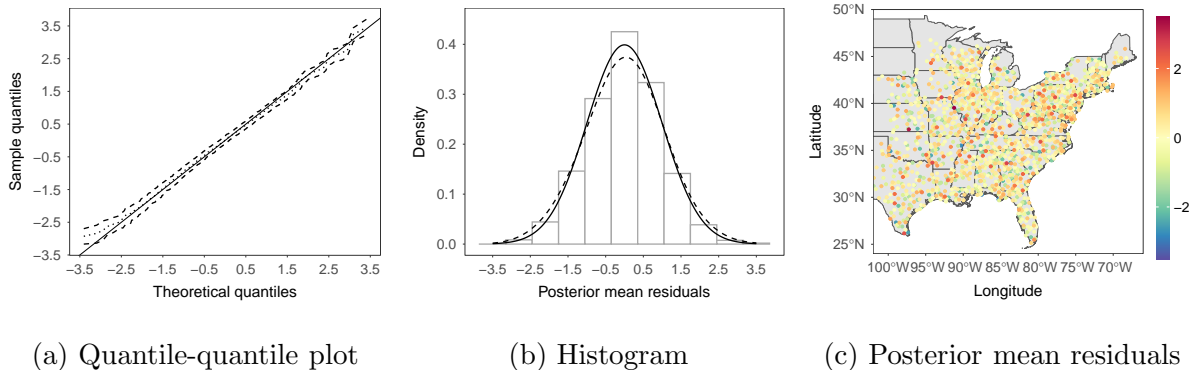 3.5
2.5
1.5
0.5
−0.5
−1.5
−2.5
−3.5
Sample quantiles
−3.5 −2.5 −1.5 −0.5 0.5 1.5 2.5 3.5
Theoretical quantiles
0.4
0.3
0.2
0.1
0.0
Density
−3.5 −2.5 −1.5 −0.5 0.5 1.5 2.5 3.5
Posterior mean residuals
50°N
45°N
40°N
35°N
30°N
25°N
Latitude
100°W 95°W 90°W 85°W 80°W 75°W 70°W
Longitude
2
0
−2
(a) Quantile-quantile plot
(b) Histogram
(c) Posterior mean residuals